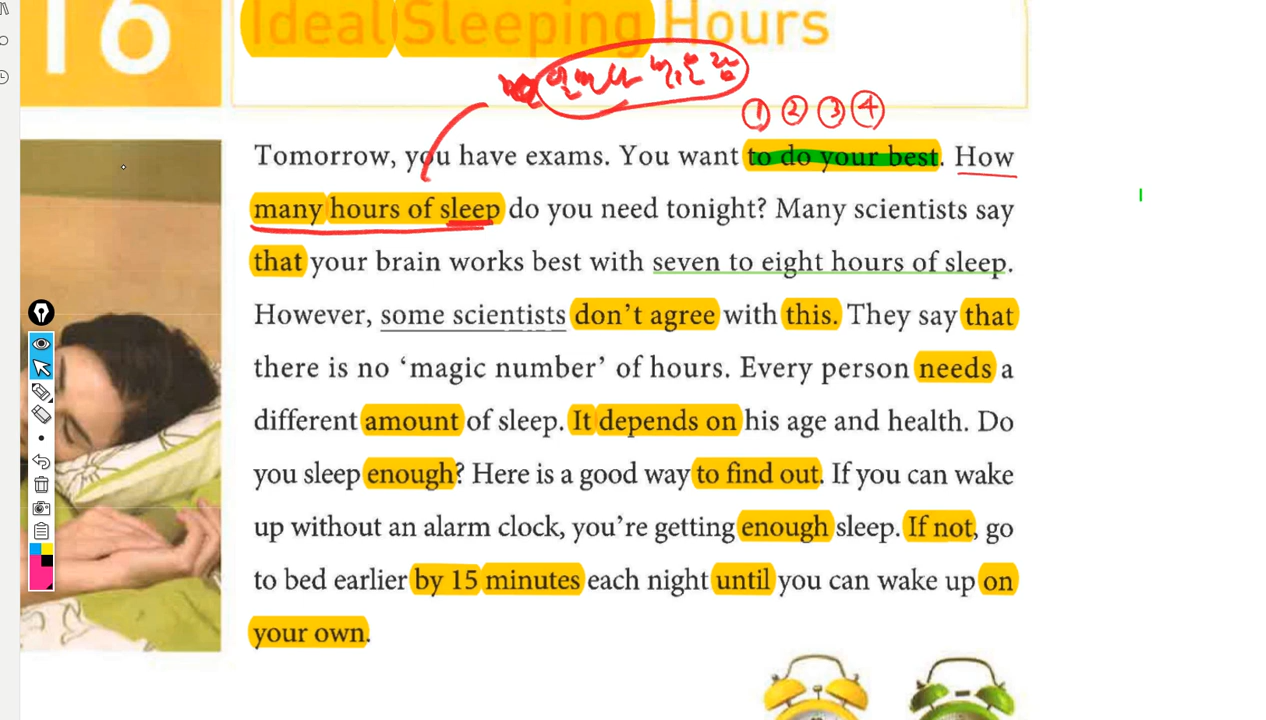 16
Ideal Sleeping Hours
① ② ③ ④
Tomorrow, you have exams. You want to do your best. How
many hours of sleep do you need tonight? Many scientists say
that your brain works best with seven to eight hours of sleep.
However, some scientists don't agree with this. They say that
there is no ‘magic number’ of hours. Every person needs a
different amount of sleep. It depends on his age and health. Do
you sleep enough? Here is a good way to find out. If you can wake
up without an alarm clock, you're getting enough sleep. If not, go
to bed earlier by 15 minutes each night until you can wake up on
your own.